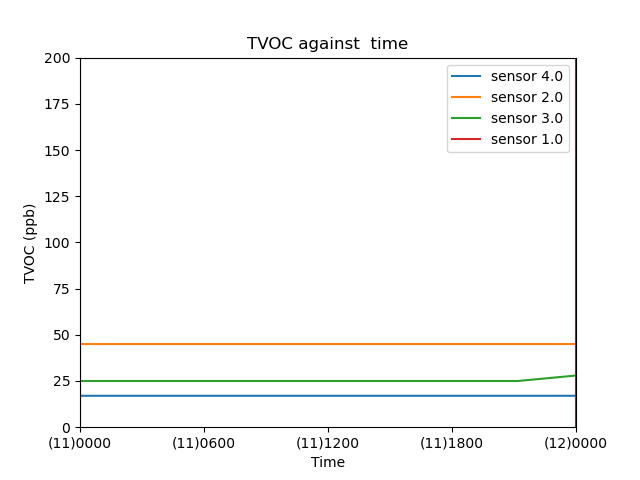 TVOC against  time
TVOC (ppb)
200
175
150
125
100
75
50
25
0
sensor 4.0
sensor 2.0
sensor 3.0
sensor 1.0
(11)0000 (11)0600 (11)1200 (11)1800 (12)0000
Time